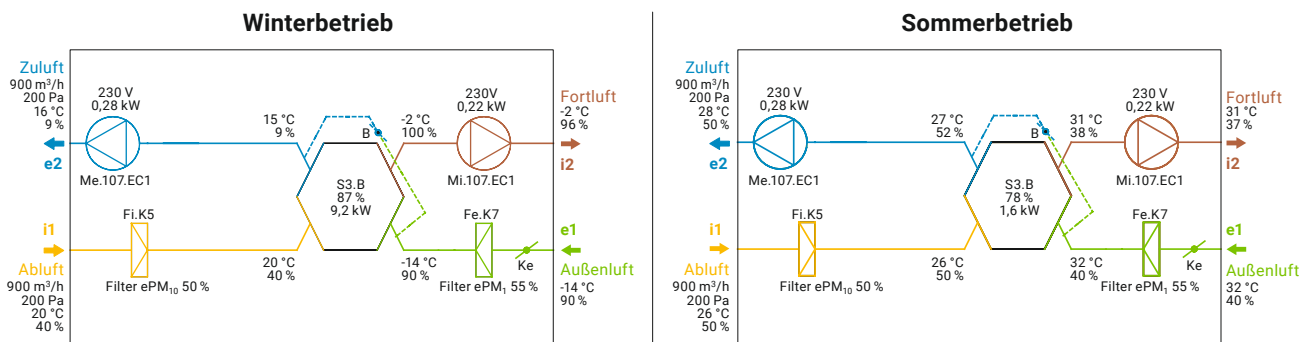 Winterbetrieb
Zuluft
900 m³/h
200 Pa
16 °C
9 %
e2
230 V
0,28 kW
Me.107.EC1
15 °C
9 %
B
-2 °C
100 %
230V
0,22 kW
Mi.107.EC1
Fortluft
-2 °C
96 %
i2
S3.B
87 %
9,2 kW
i1
Abluft
900 m³/h
200 Pa
20 °C
40 %
Fi.K5
Filter ePM₁₀ 50 %
20 °C
40 %
-14 °C
90 %
Fe.K7
Filter ePM₁ 55 %
Ke
e1
Außenluft
-14 °C
90 %
Sommerbetrieb
Zuluft
900 m³/h
200 Pa
28 °C
50 %
e2
230 V
0,28 kW
Me.107.EC1
27 °C
52 %
B
31 °C
38 %
230 V
0,22 kW
Mi.107.EC1
Fortluft
31 °C
37 %
i2
S3.B
78 %
1,6 kW
i1
Abluft
900 m³/h
200 Pa
26 °C
50 %
Fi.K5
Filter ePM₁₀ 50 %
26 °C
50 %
32 °C
40 %
Fe.K7
Filter ePM₁ 55 %
Ke
e1
Außenluft
32 °C
40 %